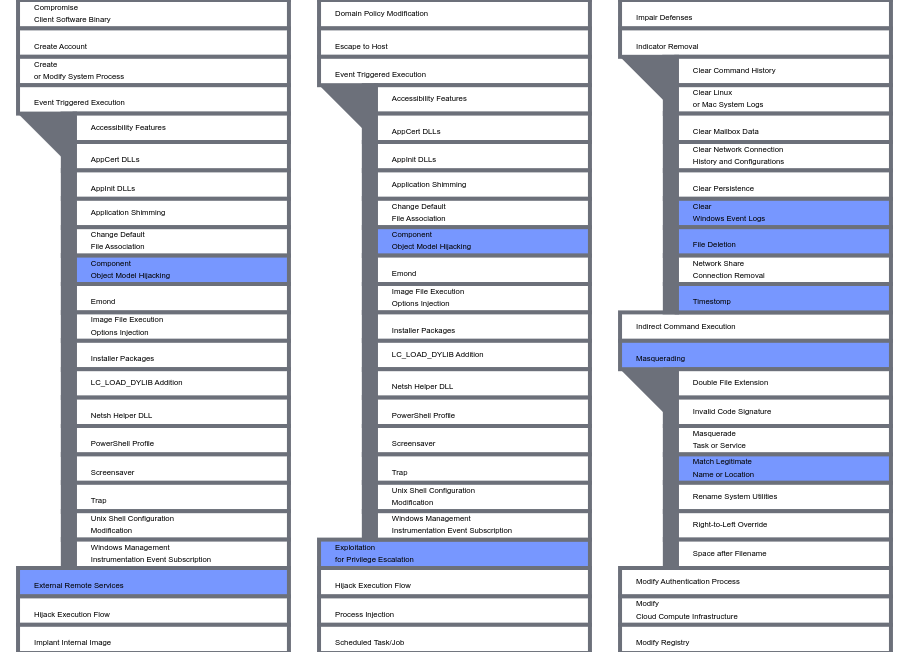 Compromise
Client Software Binary
Create Account
Create
or Modify System Process
Event Triggered Execution
Accessibility Features
AppCert DLLs
AppInit DLLs
Application Shimming
Change Default
File Association
Component
Object Model Hijacking
Emond
Image File Execution
Options Injection
Installer Packages
LC_LOAD_DYLIB Addition
Netsh Helper DLL
PowerShell Profile
Screensaver
Trap
Unix Shell Configuration
Modification
Windows Management
Instrumentation Event Subscription
External Remote Services
Hijack Execution Flow
Implant Internal Image
Domain Policy Modification
Escape to Host
Event Triggered Execution
Accessibility Features
AppCert DLLs
AppInit DLLs
Application Shimming
Change Default
File Association
Component
Object Model Hijacking
Emond
Image File Execution
Options Injection
Installer Packages
LC_LOAD_DYLIB Addition
Netsh Helper DLL
PowerShell Profile
Screensaver
Trap
Unix Shell Configuration
Modification
Windows Management
Instrumentation Event Subscription
Exploitation
for Privilege Escalation
Hijack Execution Flow
Process Injection
Scheduled Task/Job
Impair Defenses
Indicator Removal
Clear Command History
Clear Linux
or Mac System Logs
Clear Mailbox Data
Clear Network Connection
History and Configurations
Clear Persistence
Clear
Windows Event Logs
File Deletion
Network Share
Connection Removal
Timestomp
Indirect Command Execution
Masquerading
Double File Extension
Invalid Code Signature
Masquerade
Task or Service
Match Legitimate
Name or Location
Rename System Utilities
Right-to-Left Override
Space after Filename
Modify Authentication Process
Modify
Cloud Compute Infrastructure
Modify Registry